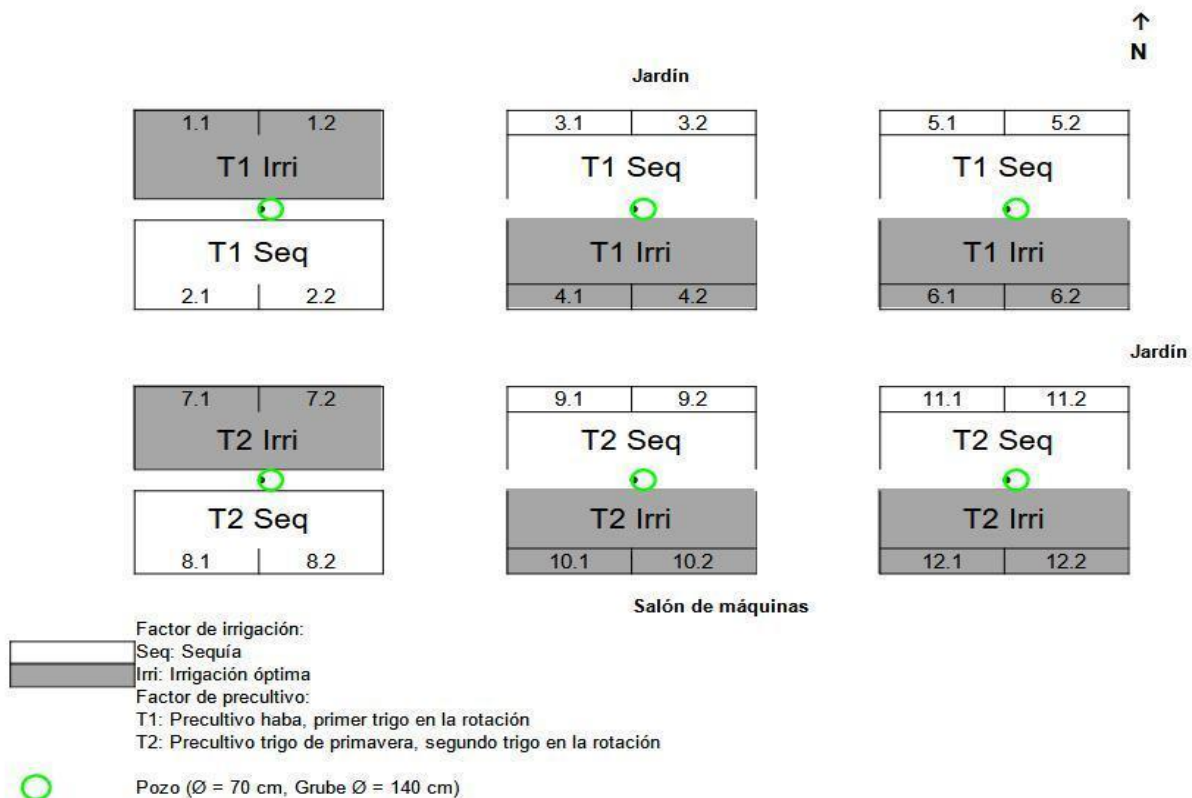 ↑
N
Jardín
1.1 1.2 3.1 3.2 5.1 5.2
T1 Irri T1 Seq T1 Seq
T1 Seq T1 Irri T1 Irri
2.1 2.2 4.1 4.2 6.1 6.2
Jardín
7.1 7.2 9.1 9.2 11.1 11.2
T2 Irri T2 Seq T2 Seq
T2 Seq T2 Irri T2 Irri
8.1 8.2 10.1 10.2 12.1 12.2
Salón de máquinas
Factor de irrigación:
Seq: Sequía
Irri: Irrigación óptima
Factor de precultivo:
T1: Precultivo haba, primer trigo en la rotación
T2: Precultivo trigo de primavera, segundo trigo en la rotación
Pozo (Ø = 70 cm, Grube Ø = 140 cm)